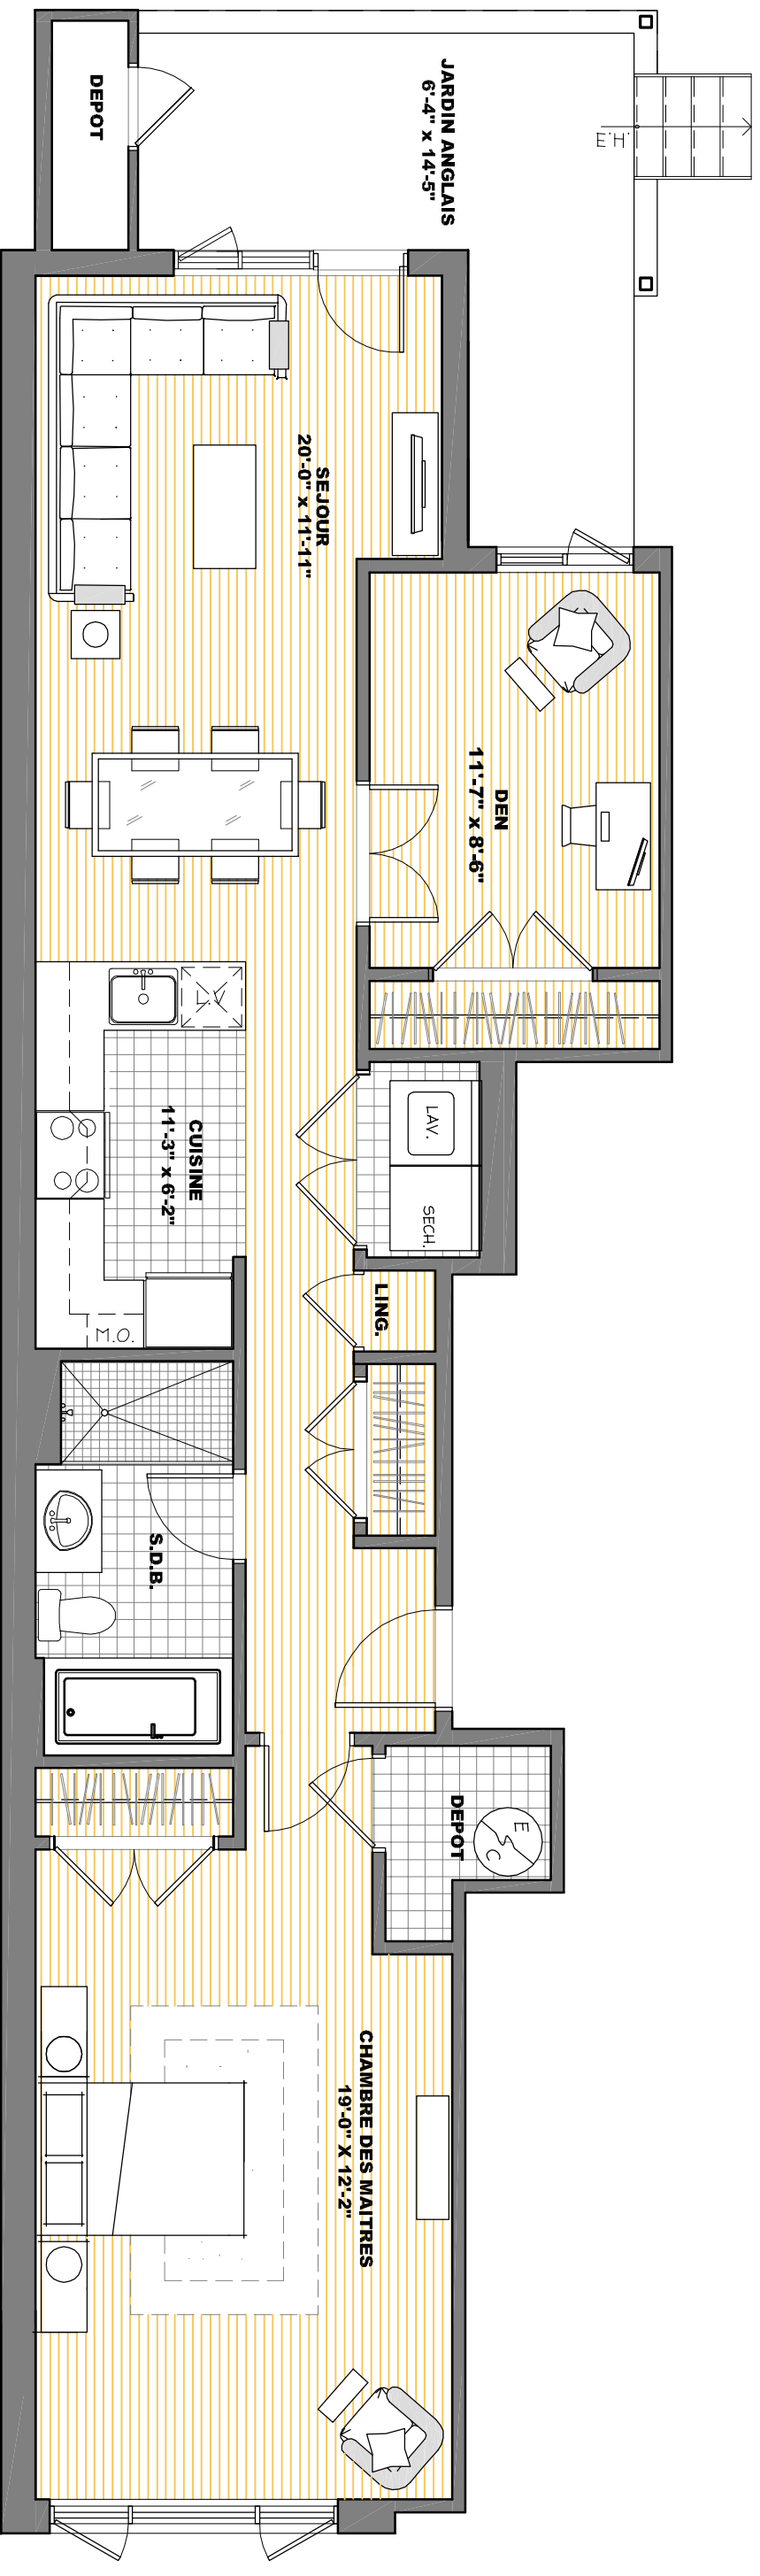 DEPOT
JARDIN ANGLAIS
6'-4" x 14'-5"
E.H.
SEJOUR
20'-0" x 11'-11"
DEN
11'-7" x 8'-6"
L.V.
CUISINE
11'-3" x 6'-2"
LAV.
SECH.
LING.
M.O.
S.D.B.
DEPOT
E
C
CHAMBRE DES MAITRES
19'-0" X 12'-2"